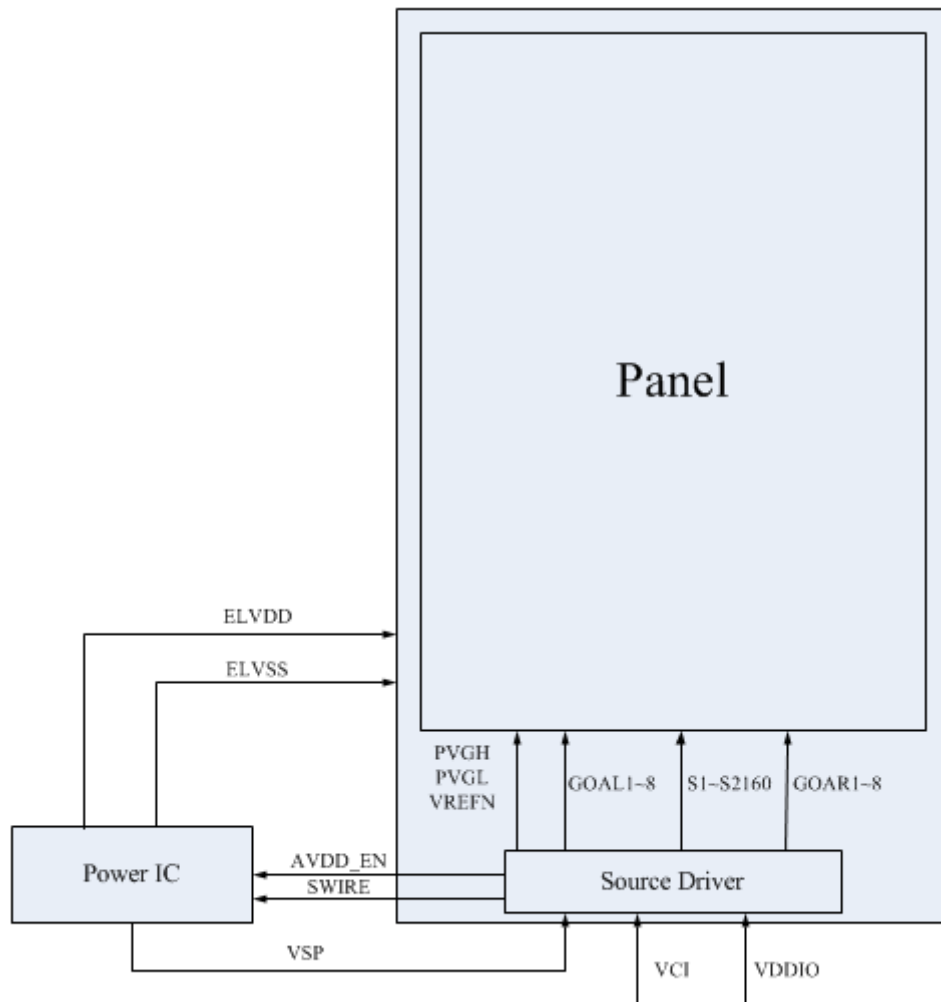 Panel
ELVDD
ELVSS
PVGH
PVGL
VREFN
GOAL1~8
S1~S2160
GOAR1~8
Power IC
AVDD_EN
SWIRE
Source Driver
VSP
VCI
VDDIO